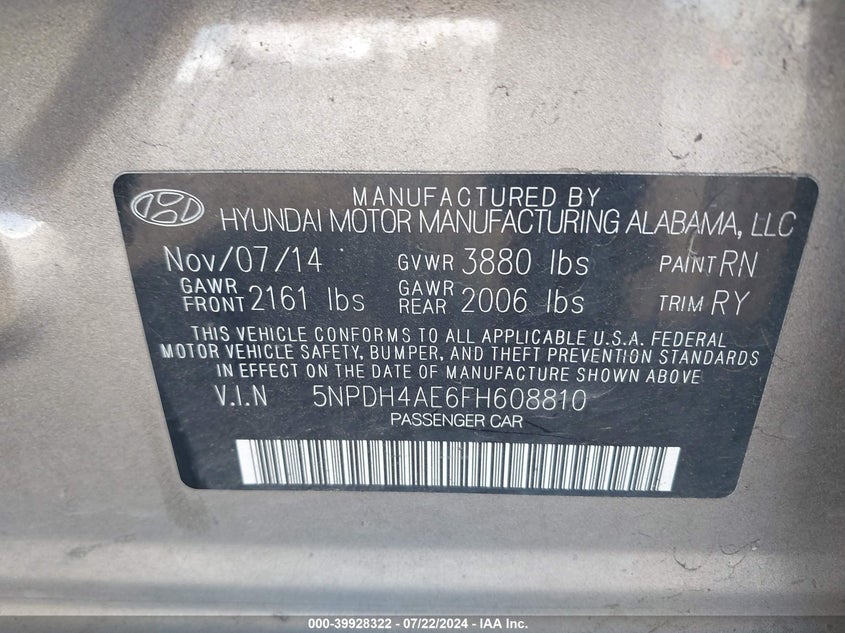 MANUFACTURED BY
HYUNDAI MOTOR MANUFACTURING ALABAMA, LLC
Nov/07/14 GVWR 3880 lbs PAINT RN
GAWR FRONT 2161 lbs GAWR REAR 2006 lbs TRIM RY
THIS VEHICLE CONFORMS TO ALL APPLICABLE U.S.A. FEDERAL
MOTOR VEHICLE SAFETY, BUMPER, AND THEFT PREVENTION STANDARDS
IN EFFECT ON THE DATE OF MANUFACTURE SHOWN ABOVE.
V.I.N 5NPDH4AE6FH608810
PASSENGER CAR
000-39928322 - 07/22/2024 - IAA Inc.